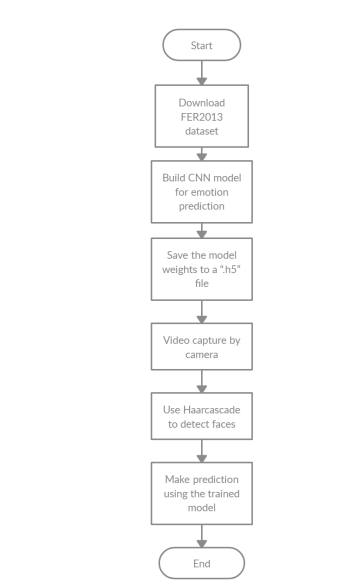 Start
Download
FER2013
dataset
Build CNN model
for emotion
prediction
Save the model
weights to a “.h5”
file
Video capture by
camera
Use Haarcascade
to detect faces
Make prediction
using the trained
model
End